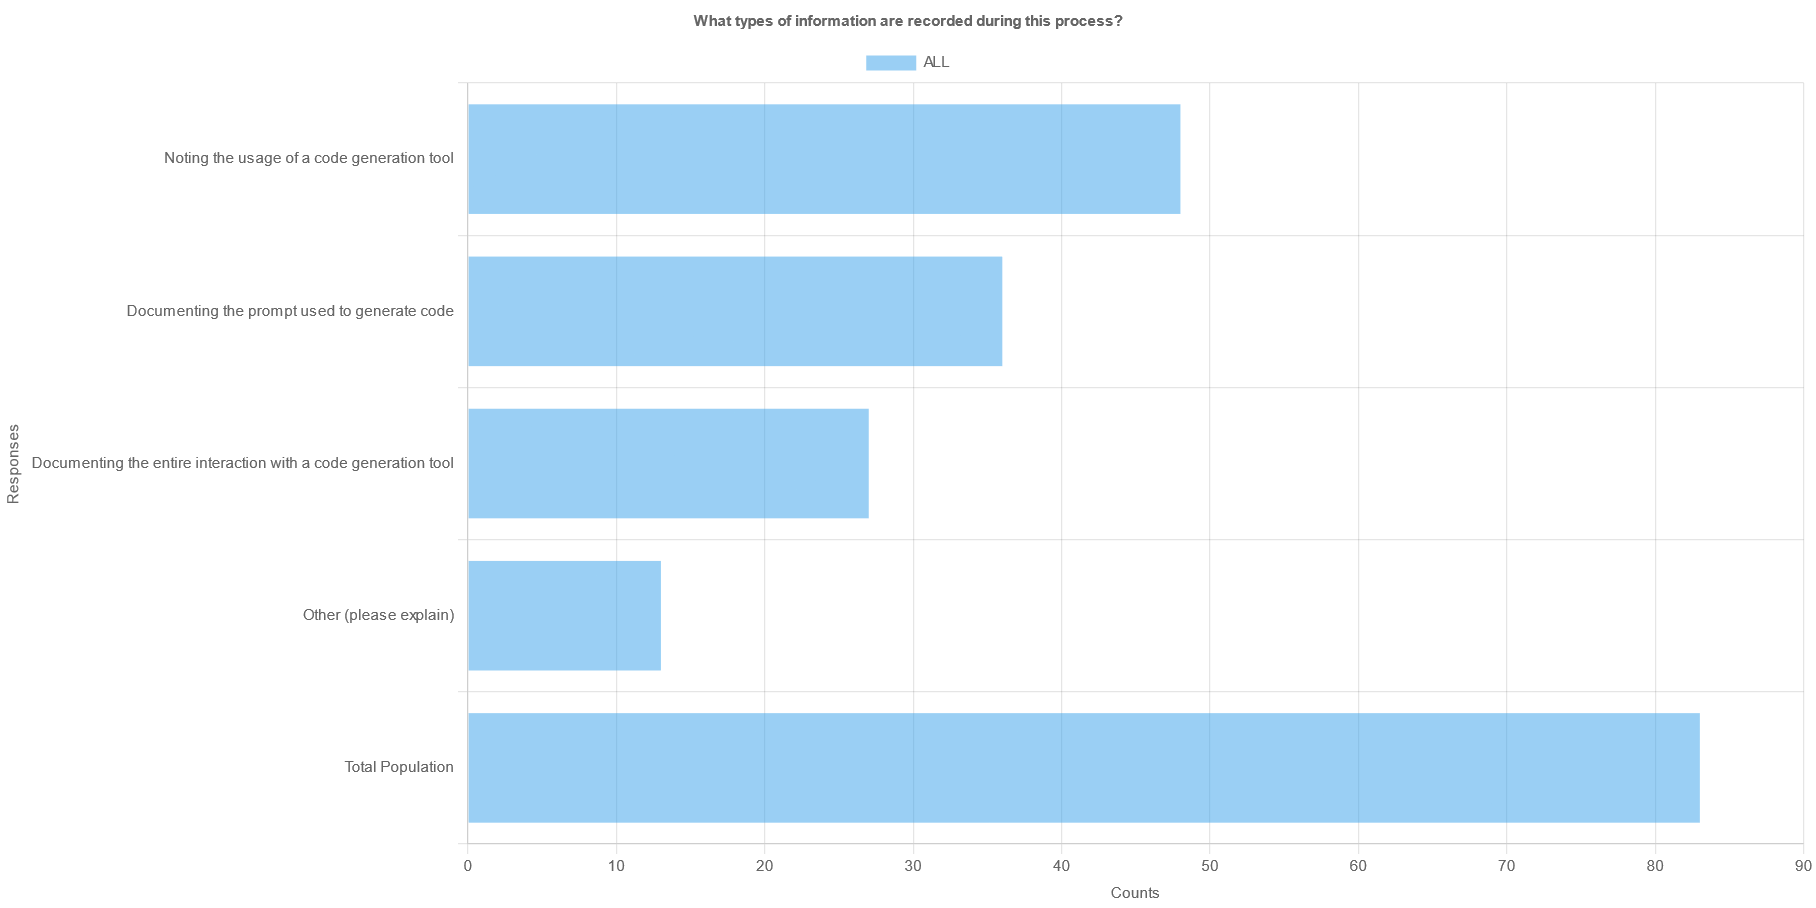 What types of information are recorded during this process?
ALL
Responses
Noting the usage of a code generation tool
Documenting the prompt used to generate code
Documenting the entire interaction with a code generation tool
Other (please explain)
Total Population
0 10 20 30 40 50 60 70 80 90
Counts